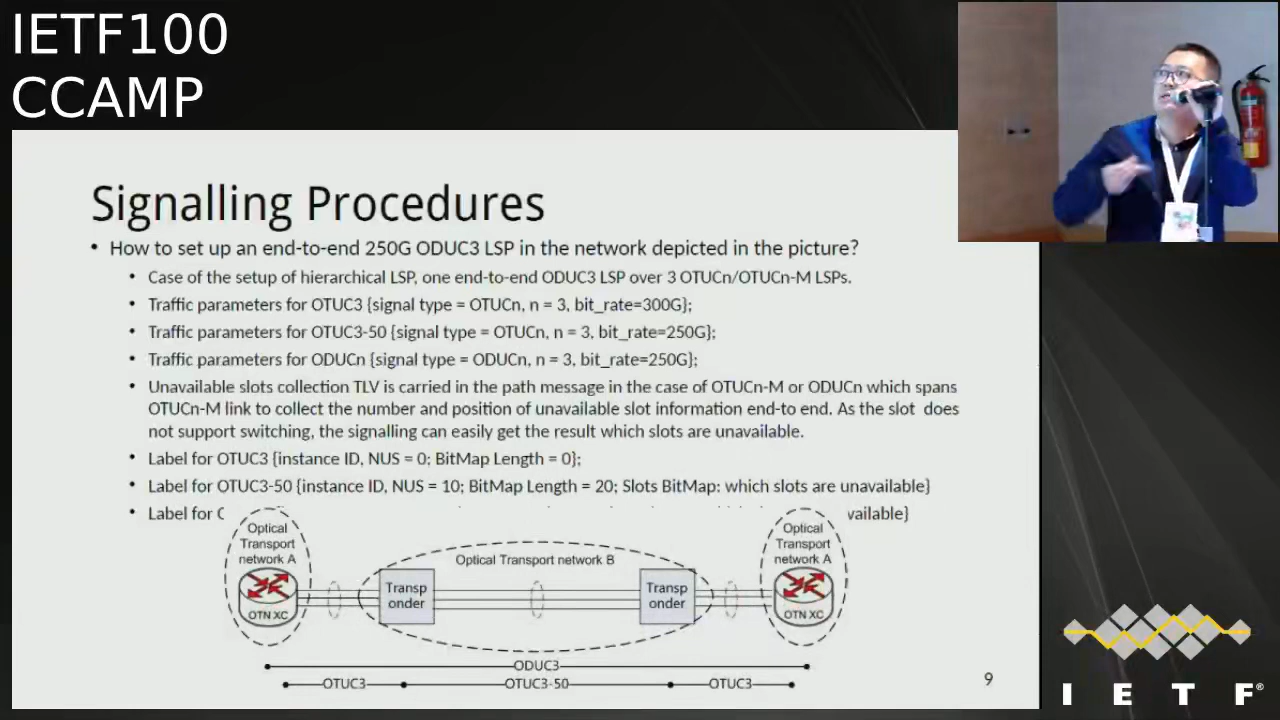 IETF100
CCAMP
Signalling Procedures
• How to set up an end-to-end 250G ODUC3 LSP in the network depicted in the picture?
• Case of the setup of hierarchical LSP, one end-to-end ODUC3 LSP over 3 OTUCn/OTUCn-M LSPs.
• Traffic parameters for OTUC3 {signal type = OTUCn, n = 3, bit_rate=300G};
• Traffic parameters for OTUC3-50 {signal type = OTUCn, n = 3, bit_rate=250G};
• Traffic parameters for ODUCn {signal type = ODUCn, n = 3, bit_rate=250G};
• Unavailable slots collection TLV is carried in the path message in the case of OTUCn-M or ODUCn which spans
OTUCn-M link to collect the number and position of unavailable slot information end-to end. As the slot does
not support switching, the signalling can easily get the result which slots are unavailable.
• Label for OTUC3 {instance ID, NUS = 0; BitMap Length = 0};
• Label for OTUC3-50 {instance ID, NUS = 10; BitMap Length = 20; Slots BitMap: which slots are unavailable}
• Label for
Optical
Transport
network A
OTN XC
Optical Transport network B
Transp
onder
Transp
onder
Optical
Transport
network A
OTN XC
ODUC3
OTUC3 OTUC3-50 OTUC3
9
I E T F®